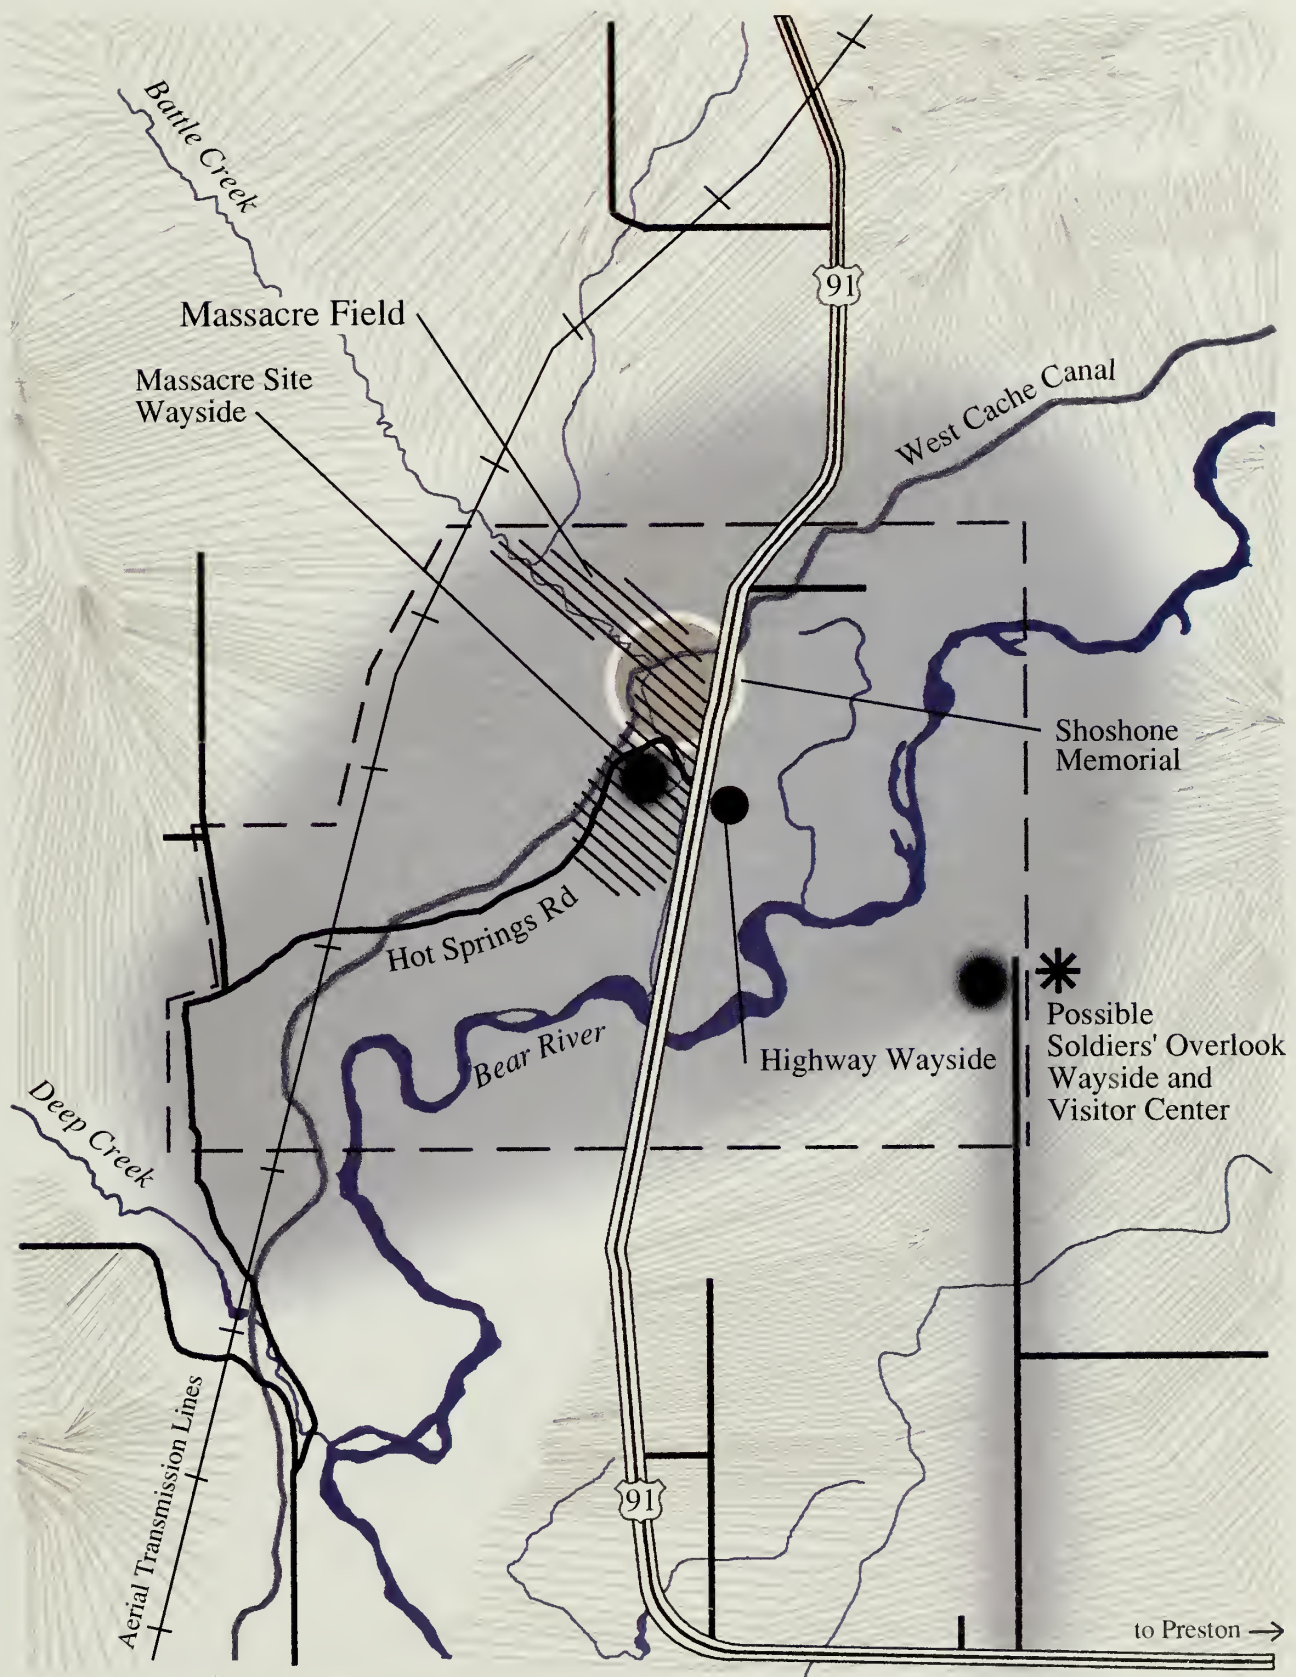 Battle Creek
91
Massacre Field
Massacre Site
Wayside
West Cache Canal
Shoshone
Memorial
Hot Springs Rd
Bear River
Highway Wayside
Possible
Soldiers' Overlook
Wayside and
Visitor Center
Deep Creek
Aerial Transmission Lines
91
to Preston